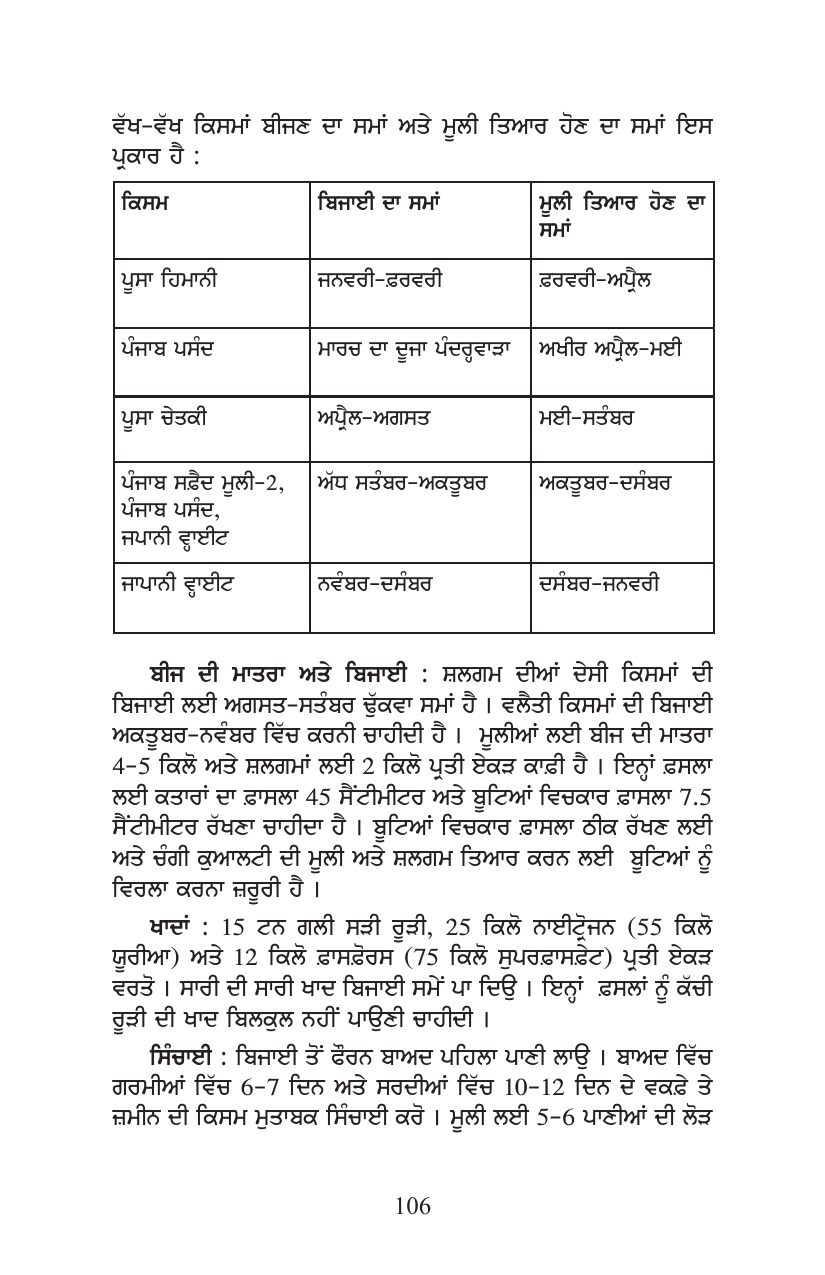 ਵੱਖ-ਵੱਖ ਕਿਸਮਾਂ ਬੀਜਣ ਦਾ ਸਮਾਂ ਅਤੇ ਮੂਲੀ ਤਿਆਰ ਹੋਣ ਦਾ ਸਮਾਂ ਇਸ
ਪ੍ਰਕਾਰ ਹੈ :
ਕਿਸਮ ਬਿਜਾਈ ਦਾ ਸਮਾਂ ਮੂਲੀ ਤਿਆਰ ਹੋਣ ਦਾ
ਸਮਾਂ
ਪੂਸਾ ਹਿਮਾਨੀ ਜਨਵਰੀ-ਫ਼ਰਵਰੀ ਫ਼ਰਵਰੀ-ਅਪ੍ਰੈਲ
ਪੰਜਾਬ ਪਸੰਦ ਮਾਰਚ ਦਾ ਦੂਜਾ ਪੰਦਰ੍ਹਵਾੜਾ ਅਖੀਰ ਅਪ੍ਰੈਲ-ਮਈ
ਪੂਸਾ ਚੇਤਕੀ ਅਪ੍ਰੈਲ-ਅਗਸਤ ਮਈ-ਸਤੰਬਰ
ਪੰਜਾਬ ਸਫ਼ੈਦ ਮੂਲੀ-2, ਅੱਧ ਸਤੰਬਰ-ਅਕਤੂਬਰ ਅਕਤੂਬਰ-ਦਸੰਬਰ
ਪੰਜਾਬ ਪਸੰਦ,
ਜਪਾਨੀ ਵ੍ਹਾਈਟ
ਜਾਪਾਨੀ ਵ੍ਹਾਈਟ ਨਵੰਬਰ-ਦਸੰਬਰ ਦਸੰਬਰ-ਜਨਵਰੀ
ਬੀਜ ਦੀ ਮਾਤਰਾ ਅਤੇ ਬਿਜਾਈ : ਸ਼ਲਗਮ ਦੀਆਂ ਦੇਸੀ ਕਿਸਮਾਂ ਦੀ
ਬਿਜਾਈ ਲਈ ਅਗਸਤ-ਸਤੰਬਰ ਢੁੱਕਵਾ ਸਮਾਂ ਹੈ । ਵਲੈਤੀ ਕਿਸਮਾਂ ਦੀ ਬਿਜਾਈ
ਅਕਤੂਬਰ-ਨਵੰਬਰ ਵਿੱਚ ਕਰਨੀ ਚਾਹੀਦੀ ਹੈ । ਮੂਲੀਆਂ ਲਈ ਬੀਜ ਦੀ ਮਾਤਰਾ
4-5 ਕਿਲੋ ਅਤੇ ਸ਼ਲਗਮਾਂ ਲਈ 2 ਕਿਲੋ ਪ੍ਰਤੀ ਏਕੜ ਕਾਫ਼ੀ ਹੈ । ਇਨ੍ਹਾਂ ਫ਼ਸਲਾ
ਲਈ ਕਤਾਰਾਂ ਦਾ ਫ਼ਾਸਲਾ 45 ਸੈਂਟੀਮੀਟਰ ਅਤੇ ਬੂਟਿਆਂ ਵਿਚਕਾਰ ਫ਼ਾਸਲਾ 7.5
ਸੈਂਟੀਮੀਟਰ ਰੱਖਣਾ ਚਾਹੀਦਾ ਹੈ । ਬੂਟਿਆਂ ਵਿਚਕਾਰ ਫ਼ਾਸਲਾ ਠੀਕ ਰੱਖਣ ਲਈ
ਅਤੇ ਚੰਗੀ ਕੁਆਲਟੀ ਦੀ ਮੂਲੀ ਅਤੇ ਸ਼ਲਗਮ ਤਿਆਰ ਕਰਨ ਲਈ ਬੂਟਿਆਂ ਨੂੰ
ਵਿਰਲਾ ਕਰਨਾ ਜ਼ਰੂਰੀ ਹੈ ।
ਖਾਦਾਂ : 15 ਟਨ ਗਲੀ ਸੜੀ ਰੂੜੀ, 25 ਕਿਲੋ ਨਾਈਟ੍ਰੋਜਨ (55 ਕਿਲੋ
ਯੂਰੀਆ) ਅਤੇ 12 ਕਿਲੋ ਫ਼ਾਸਫ਼ੋਰਸ (75 ਕਿਲੋ ਸੁਪਰਫ਼ਾਸਫ਼ੇਟ) ਪ੍ਰਤੀ ਏਕੜ
ਵਰਤੋ । ਸਾਰੀ ਦੀ ਸਾਰੀ ਖਾਦ ਬਿਜਾਈ ਸਮੇਂ ਪਾ ਦਿਉ । ਇਨ੍ਹਾਂ ਫ਼ਸਲਾਂ ਨੂੰ ਕੱਚੀ
ਰੂੜੀ ਦੀ ਖਾਦ ਬਿਲਕੁਲ ਨਹੀਂ ਪਾਉਣੀ ਚਾਹੀਦੀ ।
ਸਿੰਚਾਈ : ਬਿਜਾਈ ਤੋਂ ਫੌਰਨ ਬਾਅਦ ਪਹਿਲਾ ਪਾਣੀ ਲਾਉ । ਬਾਅਦ ਵਿੱਚ
ਗਰਮੀਆਂ ਵਿੱਚ 6-7 ਦਿਨ ਅਤੇ ਸਰਦੀਆਂ ਵਿੱਚ 10-12 ਦਿਨ ਦੇ ਵਕਫ਼ੇ ਤੇ
ਜ਼ਮੀਨ ਦੀ ਕਿਸਮ ਮੁਤਾਬਕ ਸਿੰਚਾਈ ਕਰੋ । ਮੂਲੀ ਲਈ 5-6 ਪਾਣੀਆਂ ਦੀ ਲੋੜ
106